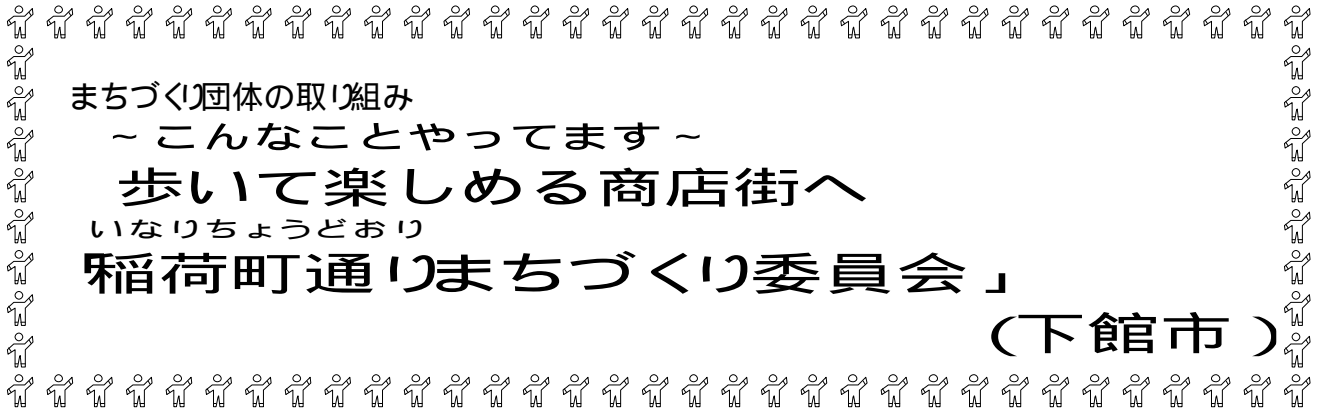 まちづくり団体の取り組み
~こんなことやってます~
歩いて楽しめる商店街へ
いなりちょうどおり
「稲荷町通りまちづくり委員会」
(下館市)